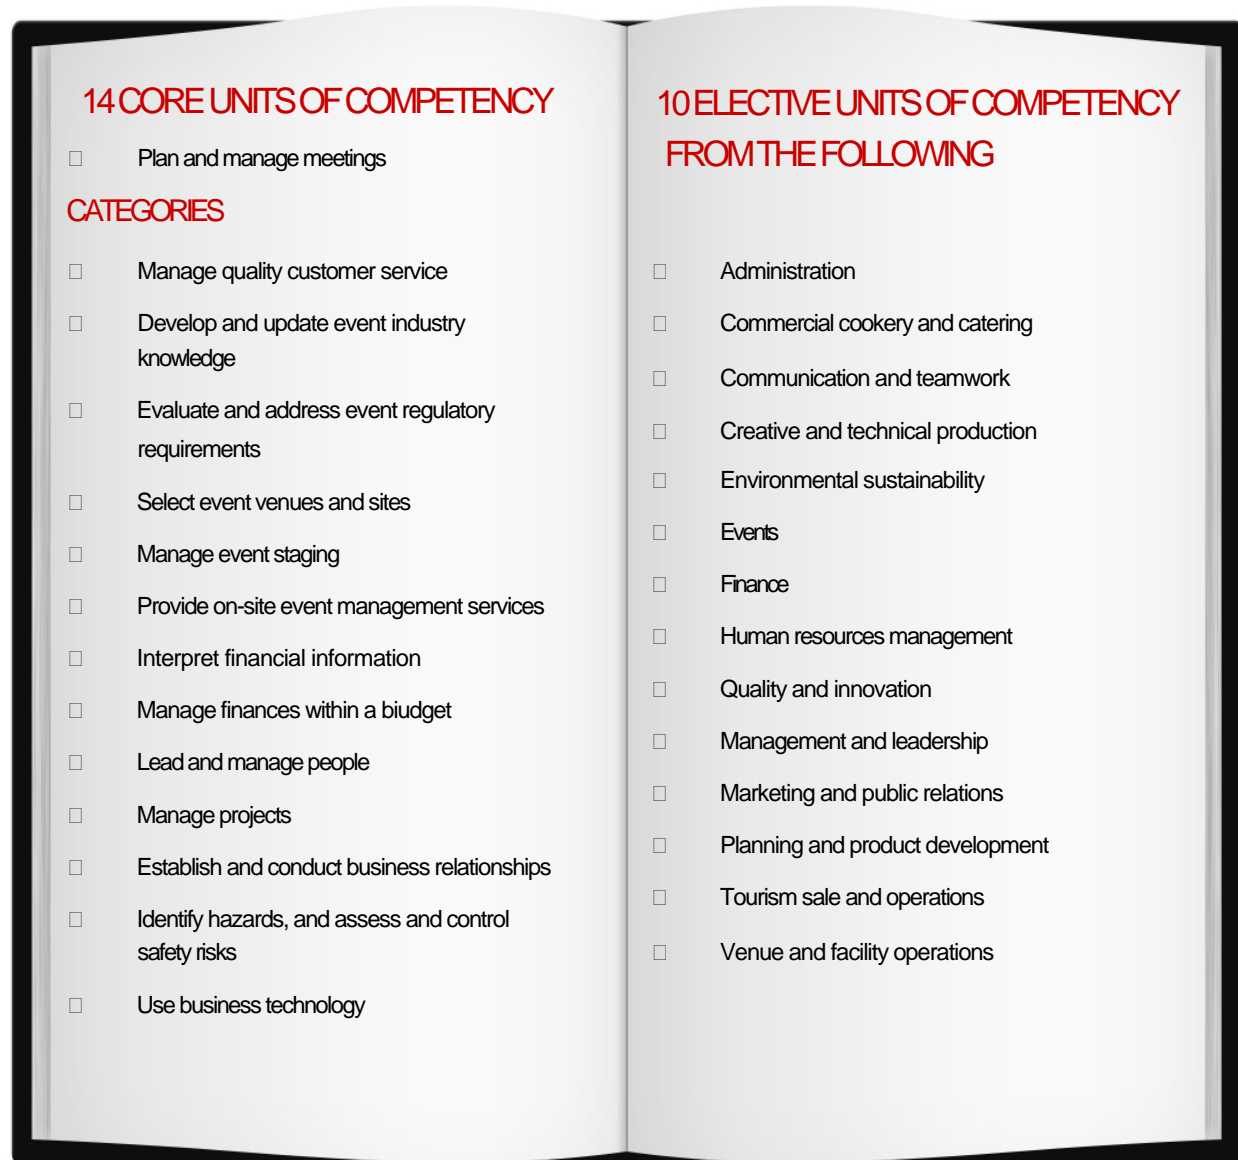 14 CORE UNITS OF COMPETENCY
Plan and manage meetings
CATEGORIES
Manage quality customer service
Develop and update event industry
knowledge
Evaluate and address event regulatory
requirements
Select event venues and sites
Manage event staging
Provide on-site event management services
Interpret financial information
Manage finances within a biudget
Lead and manage people
Manage projects
Establish and conduct business relationships
Identify hazards, and assess and control
safety risks
Use business technology
10 ELECTIVE UNITS OF COMPETENCY
FROM THE FOLLOWING
Administration
Commercial cookery and catering
Communication and teamwork
Creative and technical production
Environmental sustainability
Events
Finance
Human resources management
Quality and innovation
Management and leadership
Marketing and public relations
Planning and product development
Tourism sale and operations
Venue and facility operations